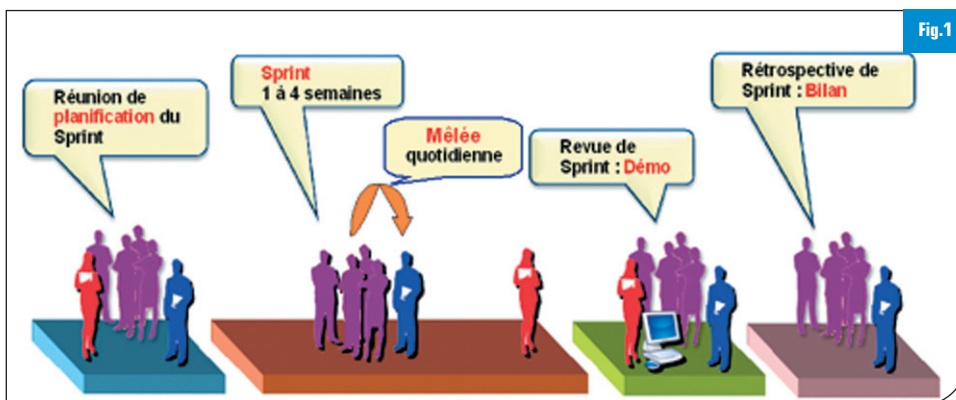 Fig.1
Réunion de
planification du
Sprint
Sprint
1 à 4 semaines
Mêlée
quotidienne
Revue de
Sprint : Démo
Rétrospective de
Sprint : Bilan